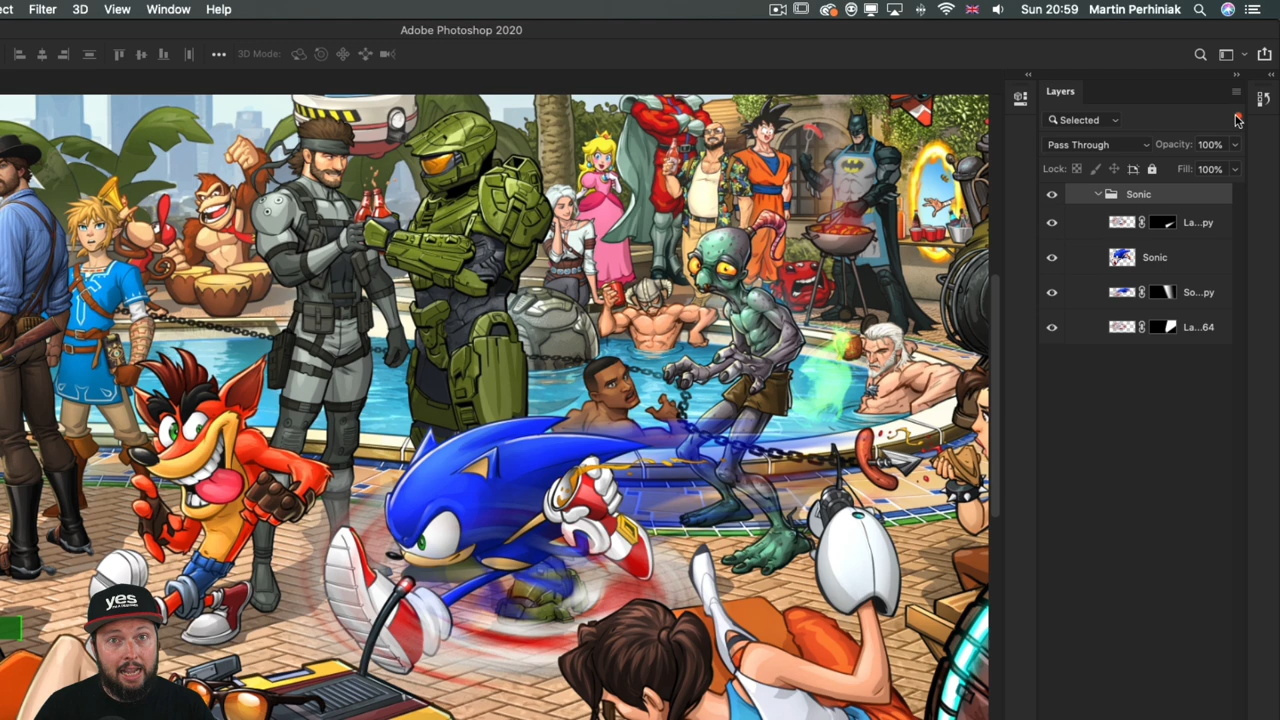 ect Filter 3D View Window Help
Sun 20:59 Martin Perhiniak
Adobe Photoshop 2020
3D Mode:
Layers
Selected
Pass Through Opacity: 100%
Lock: Fill: 100%
Sonic
La...py
Sonic
So...py
La...64
yes